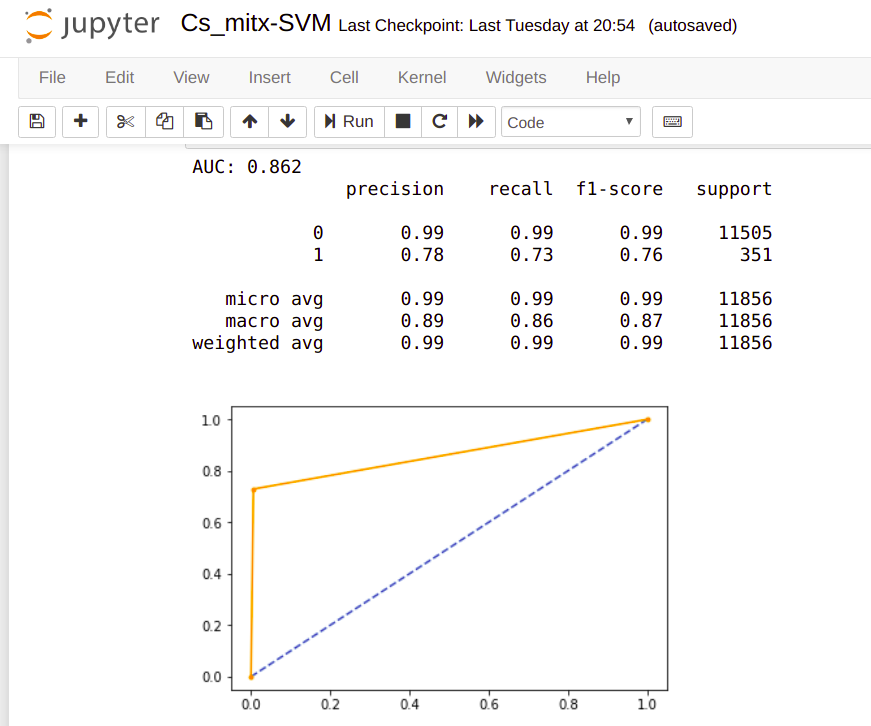 jupyter Cs_mitx-SVM Last Checkpoint: Last Tuesday at 20:54 (autosaved)
File Edit View Insert Cell Kernel Widgets Help
Run Code
AUC: 0.862
precision recall f1-score support
0 0.99 0.99 0.99 11505
1 0.78 0.73 0.76 351
micro avg 0.99 0.99 0.99 11856
macro avg 0.89 0.86 0.87 11856
weighted avg 0.99 0.99 0.99 11856
1.0
0.8
0.6
0.4
0.2
0.0
0.0 0.2 0.4 0.6 0.8 1.0